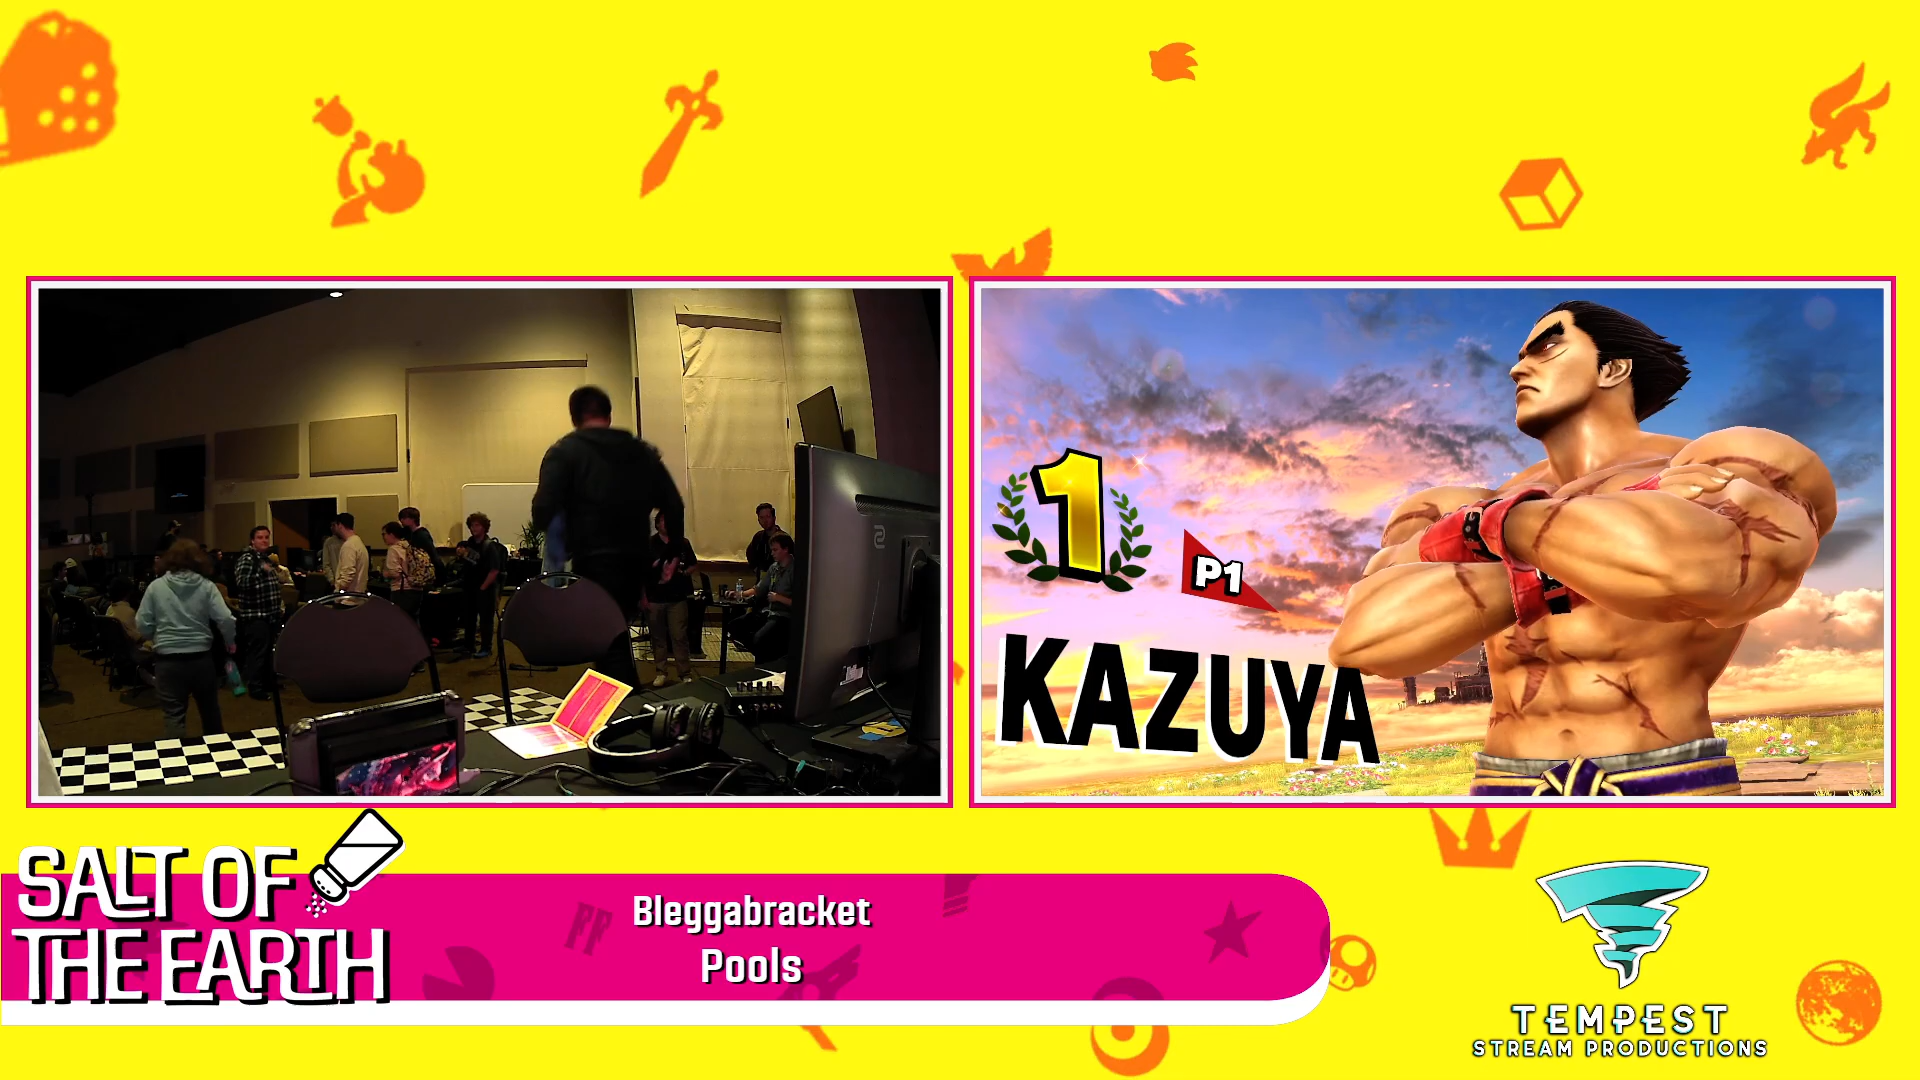 1
P1
KAZUYA
SALT OF
THE EARTH
Bleggabracket
Pools
TEMPEST
STREAM PRODUCTIONS